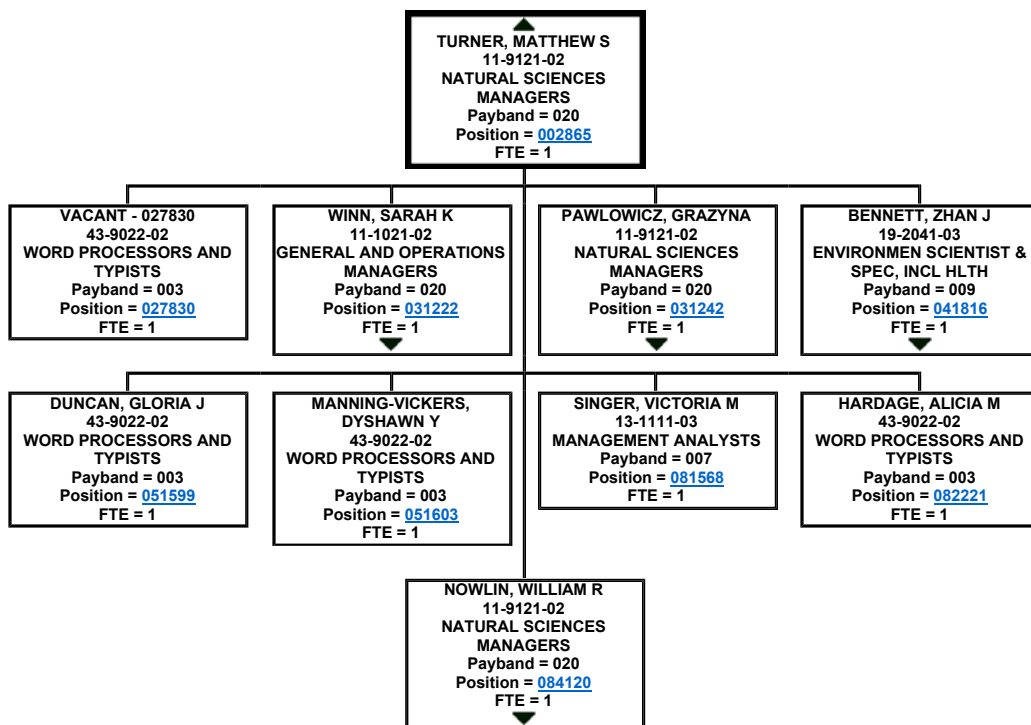 TURNER, MATTHEW S
11-9121-02
NATURAL SCIENCES
MANAGERS
Payband = 020
Position = 002865
FTE = 1
VACANT - 027830
43-9022-02
WORD PROCESSORS AND
TYPISTS
Payband = 003
Position = 027830
FTE = 1
WINN, SARAH K
11-1021-02
GENERAL AND OPERATIONS
MANAGERS
Payband = 020
Position = 031222
FTE = 1
PAWLOWICZ, GRAZYNA
11-9121-02
NATURAL SCIENCES
MANAGERS
Payband = 020
Position = 031242
FTE = 1
BENNETT, ZHAN J
19-2041-03
ENVIRONMEN SCIENTIST &
SPEC, INCL HLTH
Payband = 009
Position = 041816
FTE = 1
DUNCAN, GLORIA J
43-9022-02
WORD PROCESSORS AND
TYPISTS
Payband = 003
Position = 051599
FTE = 1
MANNING-VICKERS,
DYSHAWN Y
43-9022-02
WORD PROCESSORS AND
TYPISTS
Payband = 003
Position = 051603
FTE = 1
SINGER, VICTORIA M
13-1111-03
MANAGEMENT ANALYSTS
Payband = 007
Position = 081568
FTE = 1
HARDAGE, ALICIA M
43-9022-02
WORD PROCESSORS AND
TYPISTS
Payband = 003
Position = 082221
FTE = 1
NOWLIN, WILLIAM R
11-9121-02
NATURAL SCIENCES
MANAGERS
Payband = 020
Position = 084120
FTE = 1